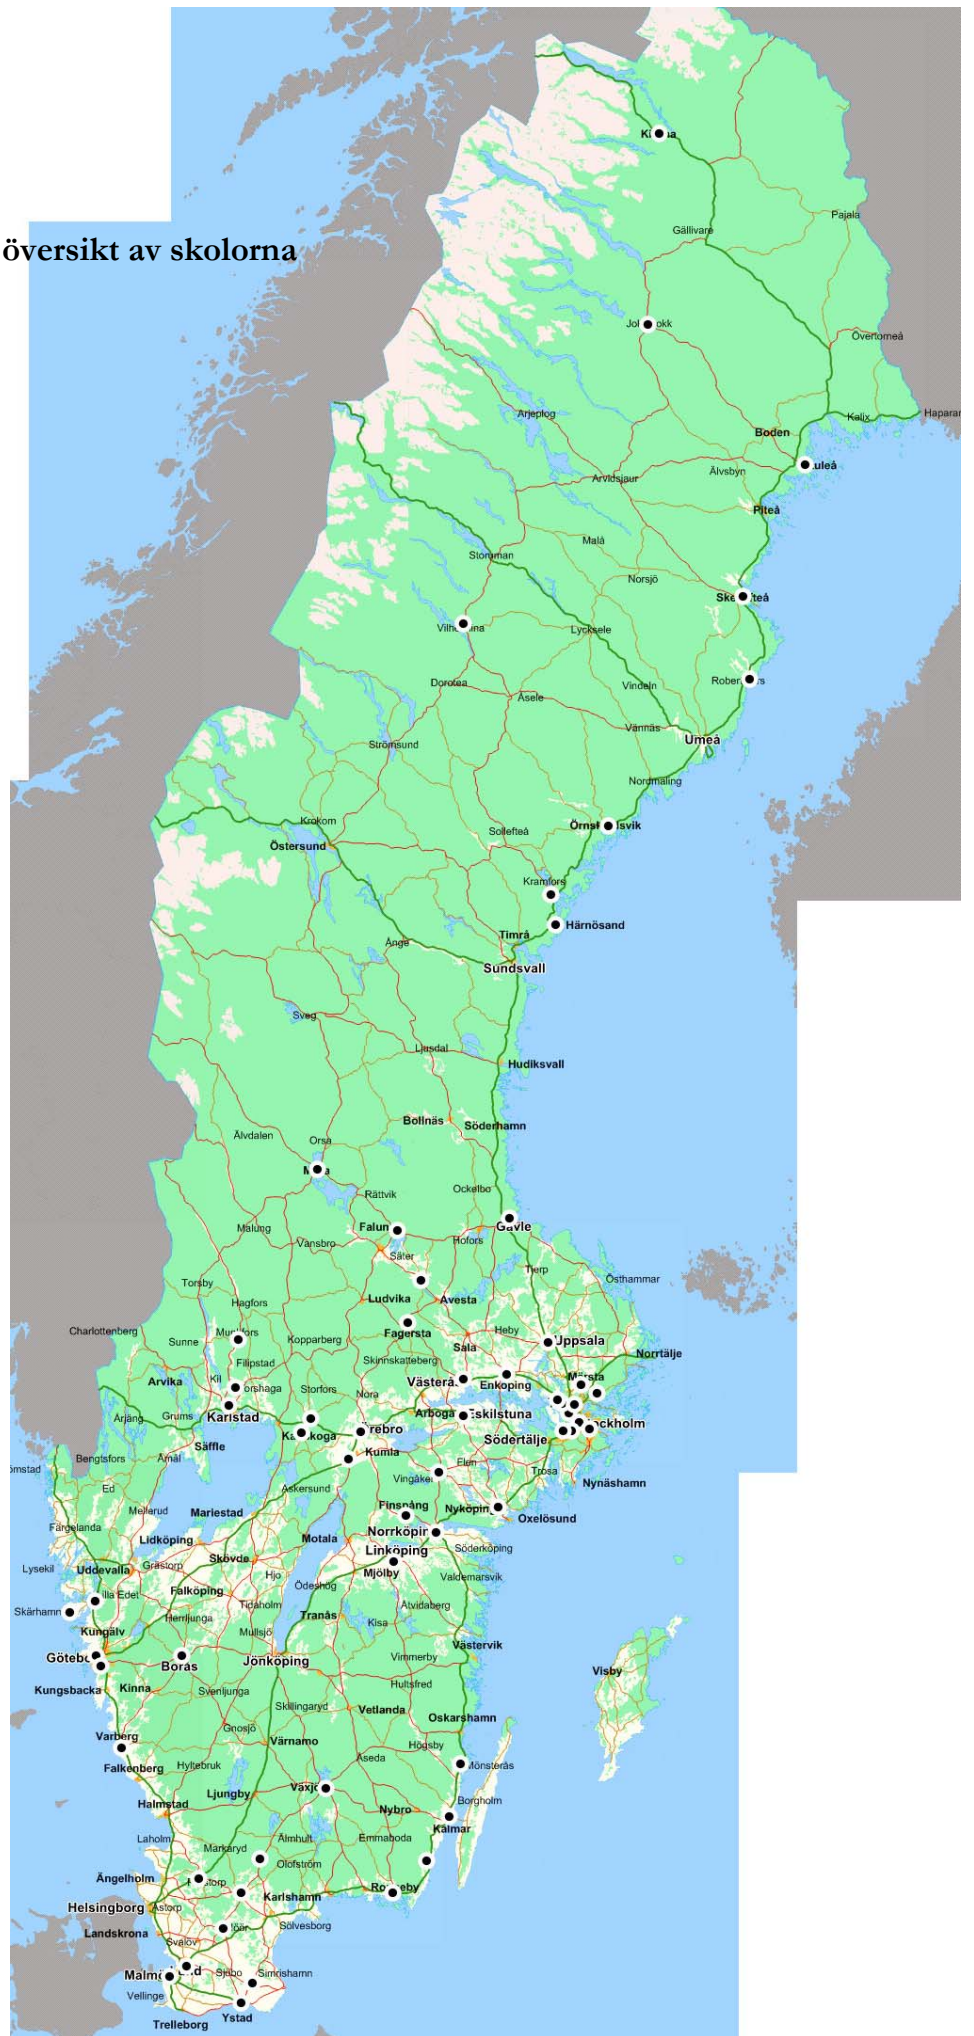 Pajala
Gällivare
översikt av skolorna
Övertorneå
Arjeplog
Kalix
Haparan
Boden
Älvsbyn
Arvidsjaur
Piteå
Malå
Storuman
Norsjö
Lycksele
Dorotea
Åsele
Vindeln
Vännäs
Umeå
Strömsund
Nordmaling
Krokom
Sollefteå
Östersund
Kramfors
Härnösand
Timrå
Ånge
Sundsvall
Sveg
Ljusdal
Hudiksvall
Bollnäs
Söderhamn
Älvdalen
Orsa
Ockelbo
Rättvik
Malung
Falun
Gävle
Vansbro
Hofors
Säter
Tierp
Östhammar
Torsby
Hagfors
Ludvika
Avesta
Charlottenberg
Sunne
Kopparberg
Fagersta
Heby
Uppsala
Sala
Norrtälje
Filipstad
Skinnskatteberg
Arvika
Kil
Storfors
Nora
Enköping
Märsta
Årjäng
Grums
Karlstad
Arboga
Eskilstuna
Säffle
Kumla
Södertälje
Bengtsfors
Åmål
Flen
Trosa
Nynäshamn
Ed
Askersund
Mellerud
Mariestad
Finspång
Nyköping
Oxelösund
Färgelanda
Lidköping
Motala
Linköping
Söderköping
Lysekil
Uddevalla
Grästorp
Skövde
Hjo
Mjölby
Valdemarsvik
Falköping
Ödeshög
Åtvidaberg
Skärhamn
Herrljunga
Tidaholm
Tranås
Kisa
Kungälv
Mullsjö
Västervik
Borås
Jönköping
Vimmerby
Visby
Kungsbacka
Kinna
Svenljunga
Hultsfred
Skillingaryd
Vetlanda
Oskarshamn
Gnosjö
Varberg
Värnamo
Högsby
Åseda
Falkenberg
Hyltebruk
Mönsterås
Ljungby
Borgholm
Halmstad
Nybro
Kalmar
Laholm
Markaryd
Älmhult
Emmaboda
Olofström
Ängelholm
Karlshamn
Helsingborg
Åstorp
Sölvesborg
Landskrona
Svalöv
Sjöbo
Simrishamn
Vellinge
Ystad
Trelleborg